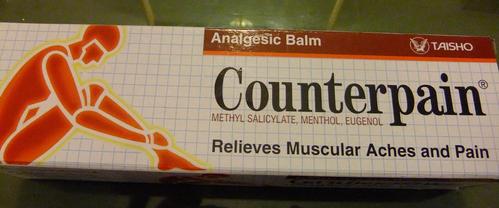 Analgesic Balm
TAISHO
Counterpain®
METHYL SALICYLATE, MENTHOL, EUGENOL
Relieves Muscular Aches and Pain